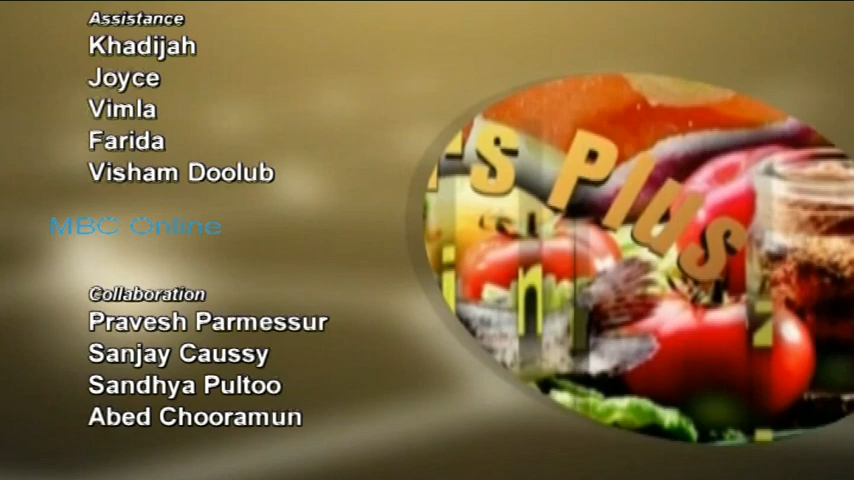 Assistance
Khadijah
Joyce
Vimla
Farida
Visham Doolub
MBC Online
Collaboration
Pravesh Parmessur
Sanjay Caussy
Sandhya Pultoo
Abed Chooramun
Plus